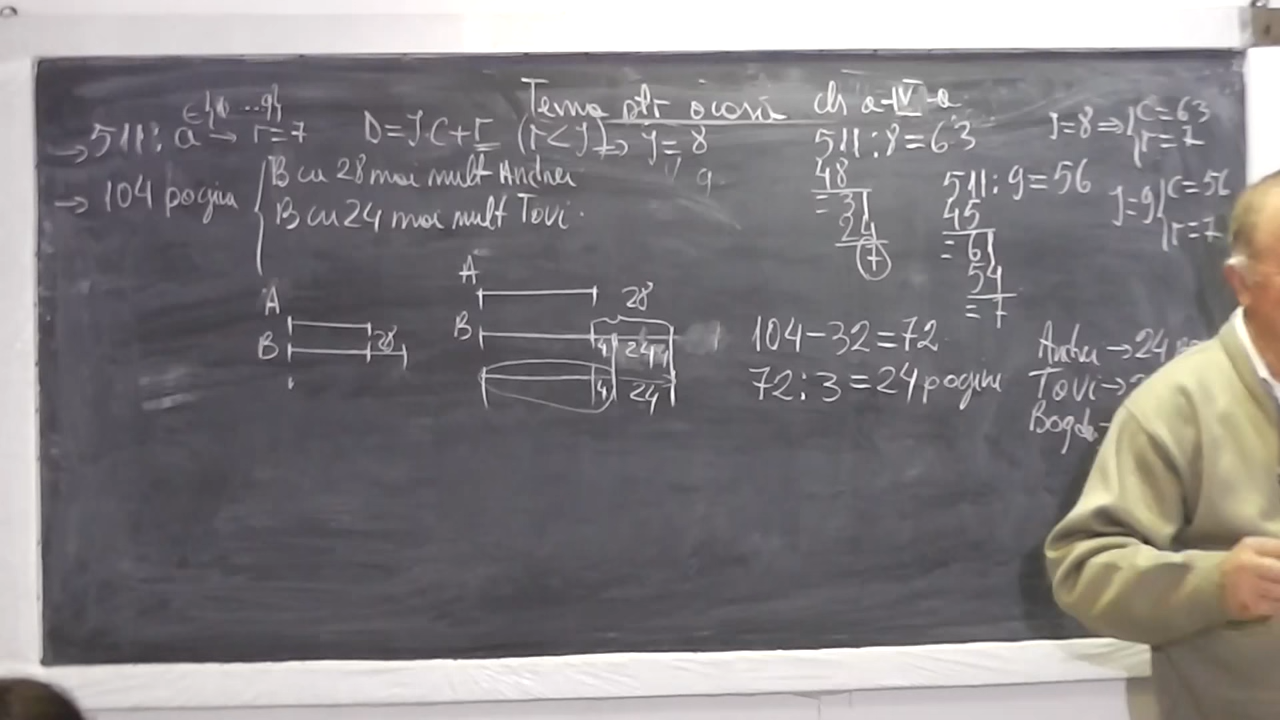 Tema ptr acasă cls a-IV-a
→ 511 : a → r=7 D=Î·C+r (r<Î) → Î=8
9
→ 104 pagini { B cu 28 mai mult Andrei
B cu 24 mai mult Tovi.
511:8=63
48
=31
24
7
511:9=56
45
=61
54
=7
Î=8 ⇒ { C=63
r=7
Î=9 { C=56
r=7
A
B 28
A
28
B 4 24
4 24
104-32=72
72:3=24 pagini
Andrei → 24
Tovi →